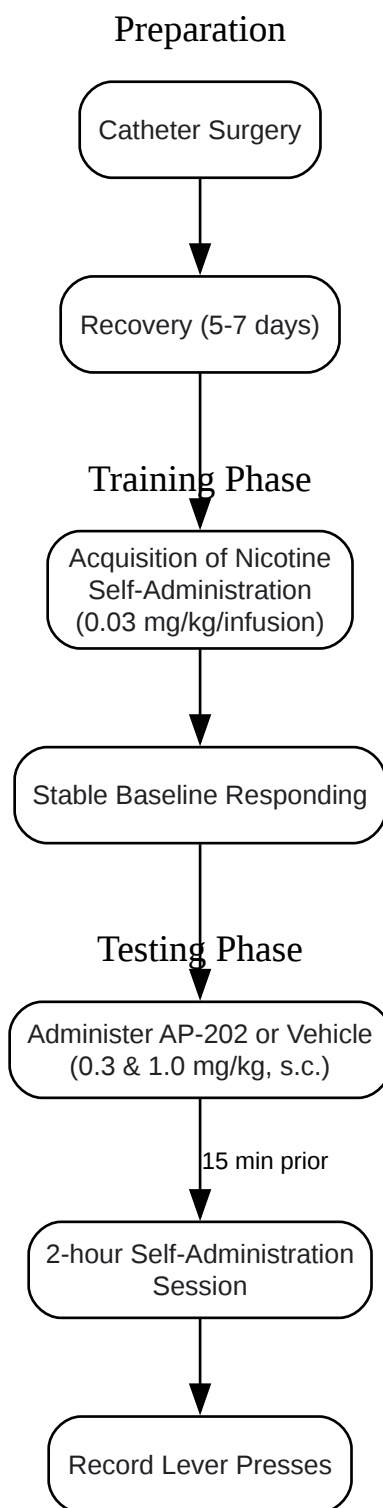 Preparation
Catheter Surgery
Recovery (5-7 days)
Training Phase
Acquisition of Nicotine
Self-Administration
(0.03 mg/kg/infusion)
Stable Baseline Responding
Testing Phase
Administer AP-202 or Vehicle
(0.3 & 1.0 mg/kg, s.c.)
15 min prior
2-hour Self-Administration
Session
Record Lever Presses